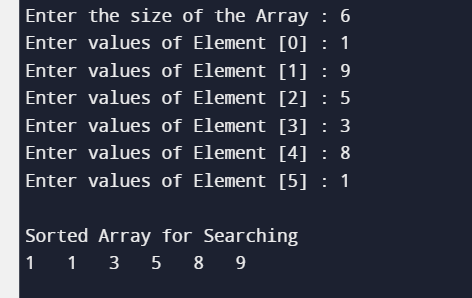 Enter the size of the Array : 6
Enter values of Element [0] : 1
Enter values of Element [1] : 9
Enter values of Element [2] : 5
Enter values of Element [3] : 3
Enter values of Element [4] : 8
Enter values of Element [5] : 1
Sorted Array for Searching
1 1 3 5 8 9